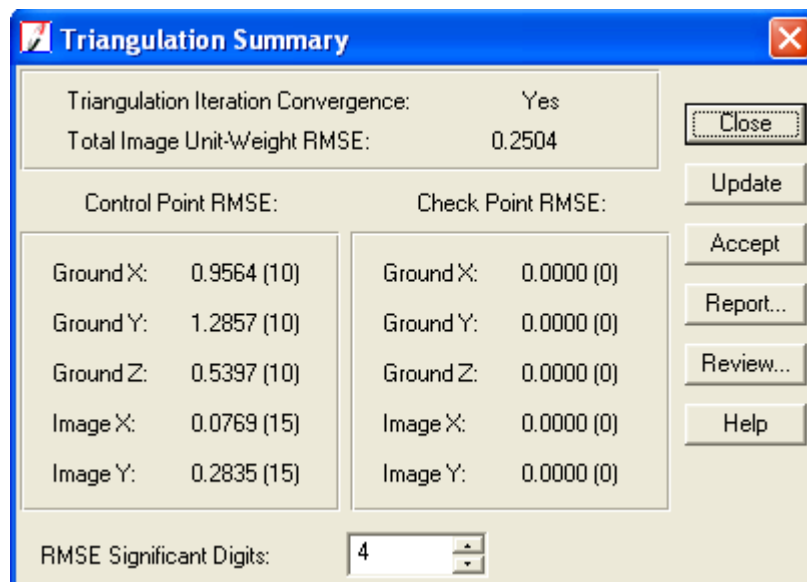 Triangulation Summary
Triangulation Iteration Convergence: Yes
Total Image Unit-Weight RMSE: 0.2504
Control Point RMSE:
Ground X: 0.9564 (10)
Ground Y: 1.2857 (10)
Ground Z: 0.5397 (10)
Image X: 0.0769 (15)
Image Y: 0.2835 (15)
Check Point RMSE:
Ground X: 0.0000 (0)
Ground Y: 0.0000 (0)
Ground Z: 0.0000 (0)
Image X: 0.0000 (0)
Image Y: 0.0000 (0)
RMSE Significant Digits: 4
Close
Update
Accept
Report...
Review...
Help